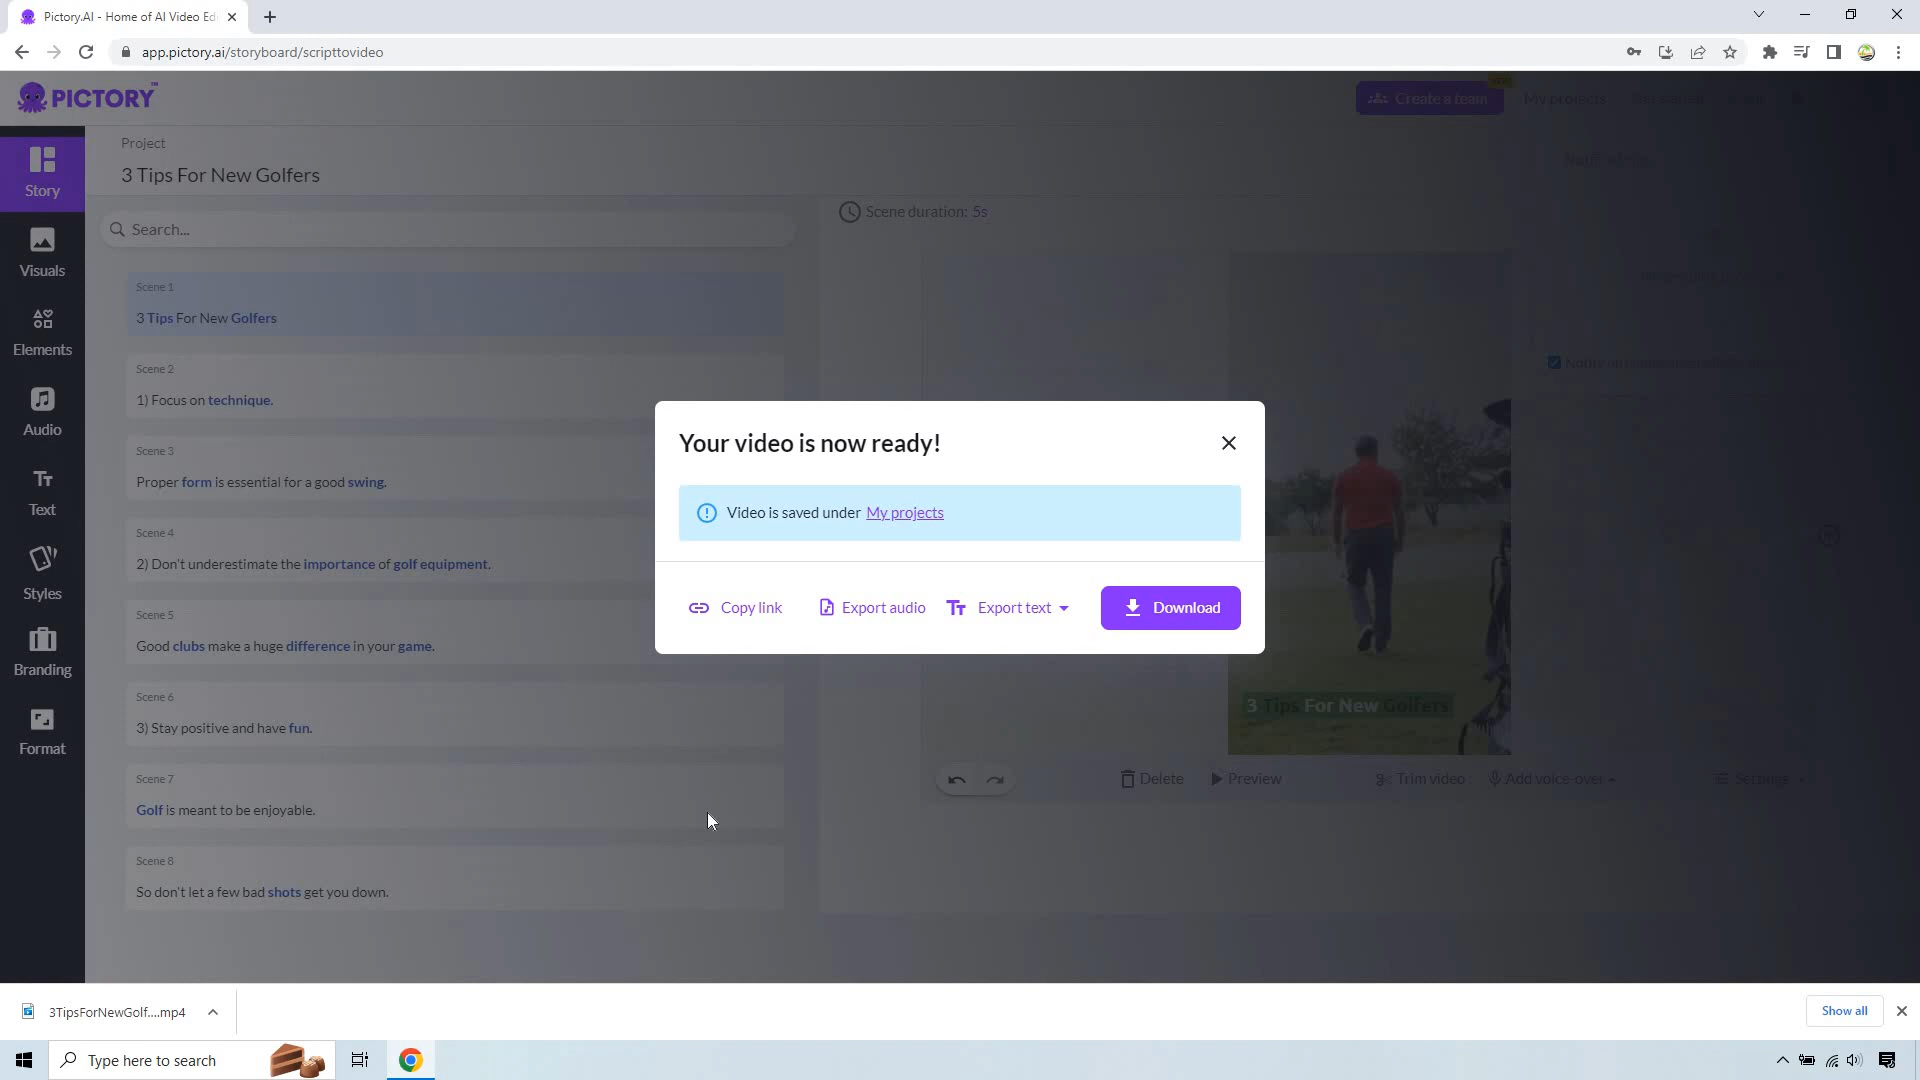 Pictory.AI - Home of AI Video Ed
app.pictory.ai/storyboard/scripttovideo
PICTORY
Create a team
My projects
Project
3 Tips For New Golfers
Story
Visuals
Elements
Audio
Text
Styles
Branding
Format
Search...
Scene duration: 5s
Scene 1
3 Tips For New Golfers
Scene 2
1) Focus on technique.
Scene 3
Proper form is essential for a good swing.
Scene 4
2) Don't underestimate the importance of golf equipment.
Scene 5
Good clubs make a huge difference in your game.
Scene 6
3) Stay positive and have fun.
Scene 7
Golf is meant to be enjoyable.
Scene 8
So don't let a few bad shots get you down.
Your video is now ready!
Video is saved under My projects
Copy link
Export audio
Export text
Download
3 Tips For New Golfers
Delete
Preview
Trim video
Add voice-over
Settings
3TipsForNewGolf....mp4
Show all
Type here to search